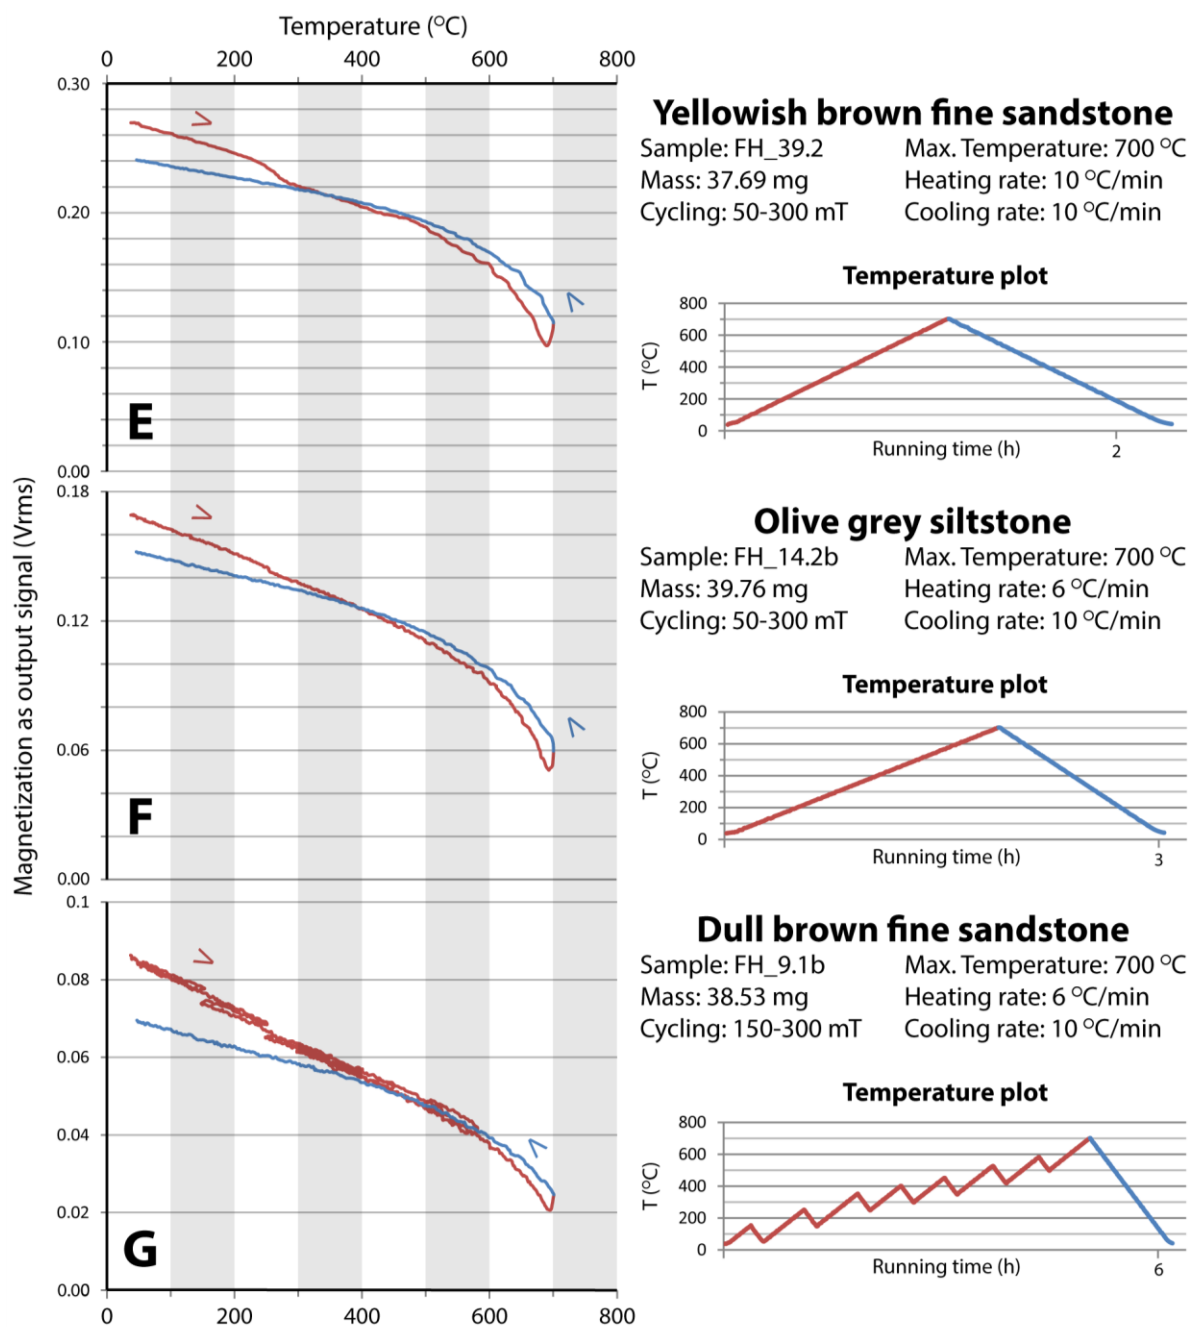 Temperature (°C)
0 200 400 600 800
0.30
0.20
0.10
0.00
E
Yellowish brown fine sandstone
Sample: FH_39.2 Max. Temperature: 700 °C
Mass: 37.69 mg Heating rate: 10 °C/min
Cycling: 50-300 mT Cooling rate: 10 °C/min
Temperature plot
800
600
400
200
0
T (°C)
Running time (h)
2
Magnetization as output signal (Vrms)
0.18
0.12
0.06
0.00
F
Olive grey siltstone
Sample: FH_14.2b Max. Temperature: 700 °C
Mass: 39.76 mg Heating rate: 6 °C/min
Cycling: 50-300 mT Cooling rate: 10 °C/min
Temperature plot
800
600
400
200
0
T (°C)
Running time (h)
3
0.1
0.08
0.06
0.04
0.02
0.00
G
0 200 400 600 800
Dull brown fine sandstone
Sample: FH_9.1b Max. Temperature: 700 °C
Mass: 38.53 mg Heating rate: 6 °C/min
Cycling: 150-300 mT Cooling rate: 10 °C/min
Temperature plot
800
600
400
200
0
T (°C)
Running time (h)
6